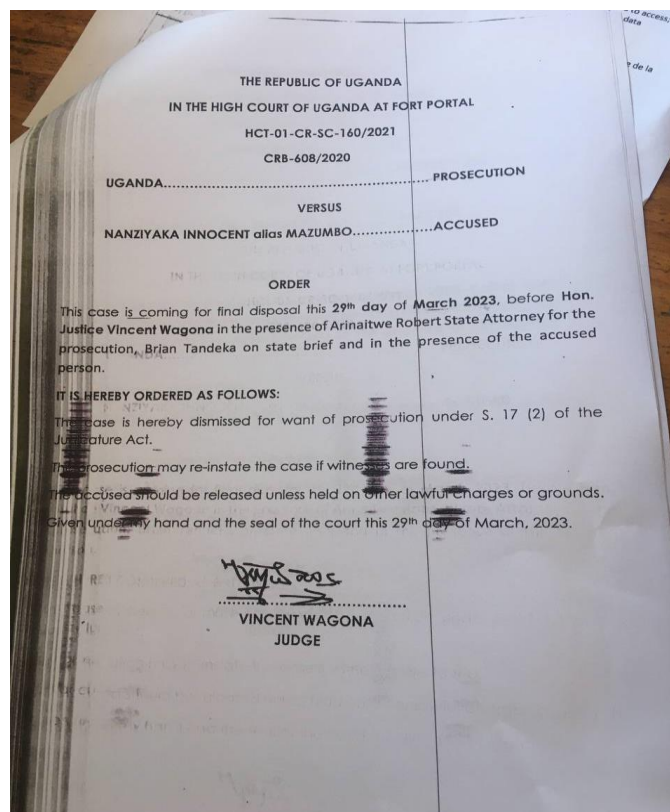 to access,
data
de la
THE REPUBLIC OF UGANDA
IN THE HIGH COURT OF UGANDA AT FORT PORTAL
HCT-01-CR-SC-160/2021
CRB-608/2020
UGANDA.................................................... PROSECUTION
VERSUS
NANZIYAKA INNOCENT alias MAZUMBO................ACCUSED
ORDER
This case is coming for final disposal this 29th day of March 2023, before Hon.
Justice Vincent Wagona in the presence of Arinaitwe Robert State Attorney for the
prosecution, Brian Tandeka on state brief and in the presence of the accused
person.
IT IS HEREBY ORDERED AS FOLLOWS:
The case is hereby dismissed for want of prosecution under S. 17 (2) of the
Judicature Act.
The prosecution may re-instate the case if witnesses are found.
The accused should be released unless held on other lawful charges or grounds.
Given under my hand and the seal of the court this 29th day of March, 2023.
VINCENT WAGONA
JUDGE